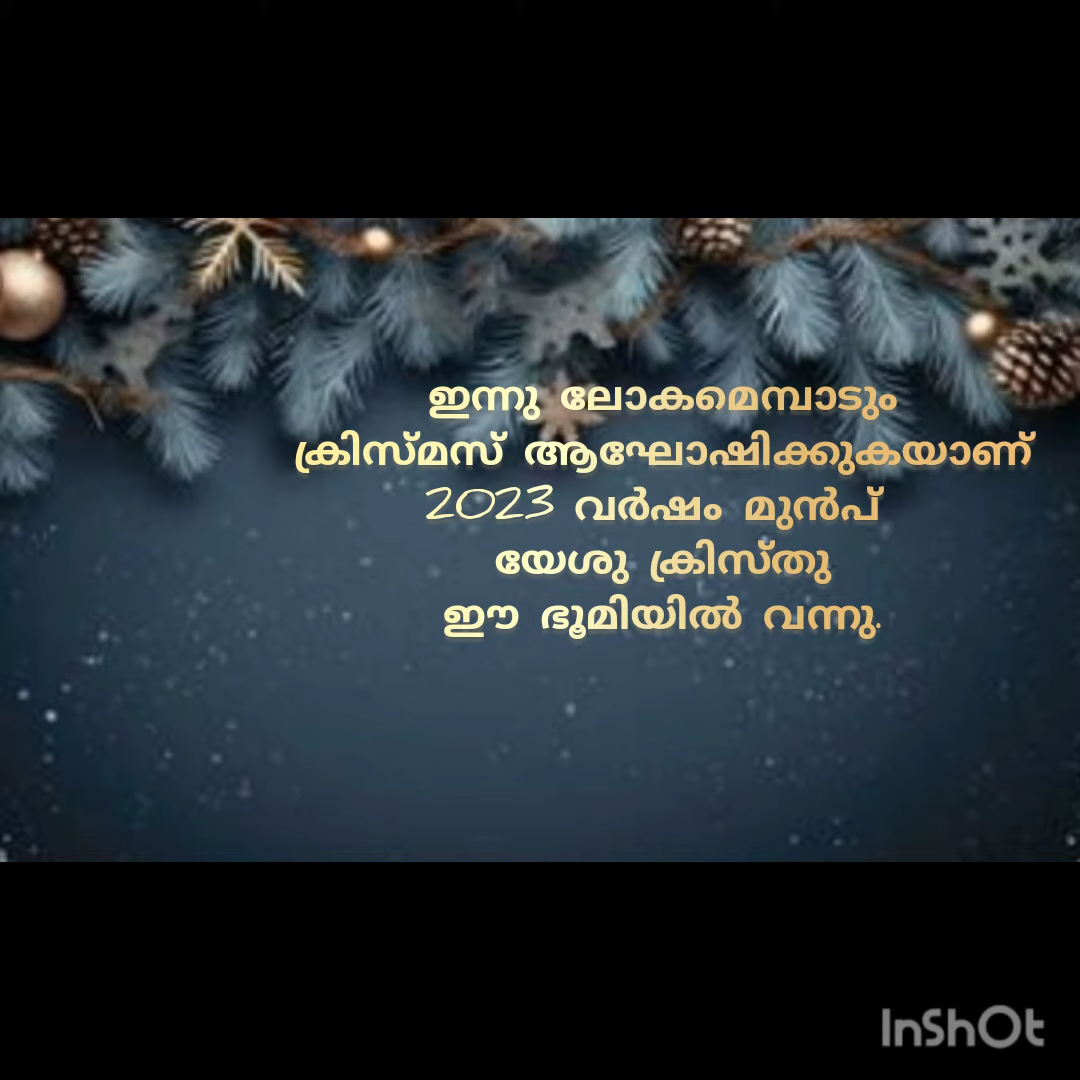 ഇന്നു ലോകമെമ്പാടും
ക്രിസ്മസ് ആഘോഷിക്കുകയാണ്
2023 വർഷം മുൻപ്
യേശു ക്രിസ്തു
ഈ ഭൂമിയിൽ വന്നു.
InShOt